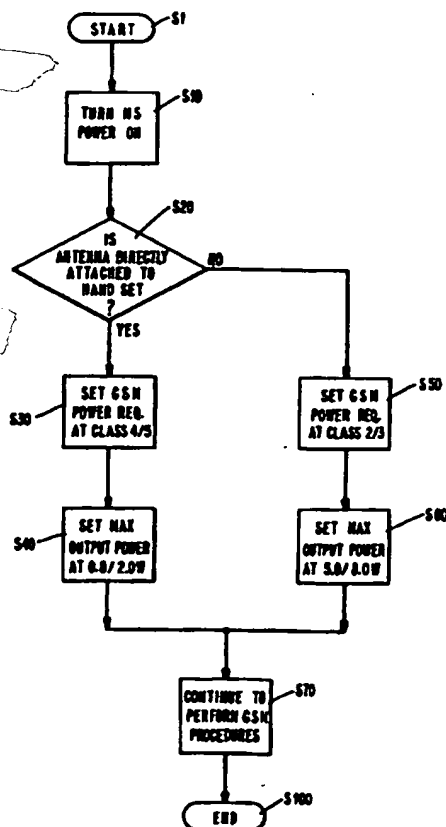 START
S1
S10
TURN MS
POWER ON
S20
IS
ANTENNA DIRECTLY
ATTACHED TO
HAND SET
?
NO
YES
S30
SET GSM
POWER REQ.
AT CLASS 4/5
S50
SET GSM
POWER REQ.
AT CLASS 2/3
S40
SET MAX
OUTPUT POWER
AT 0.8/2.0W
S60
SET MAX
OUTPUT POWER
AT 5.0/8.0W
S70
CONTINUE TO
PERFORM GSM
PROCEDURES
S100
END